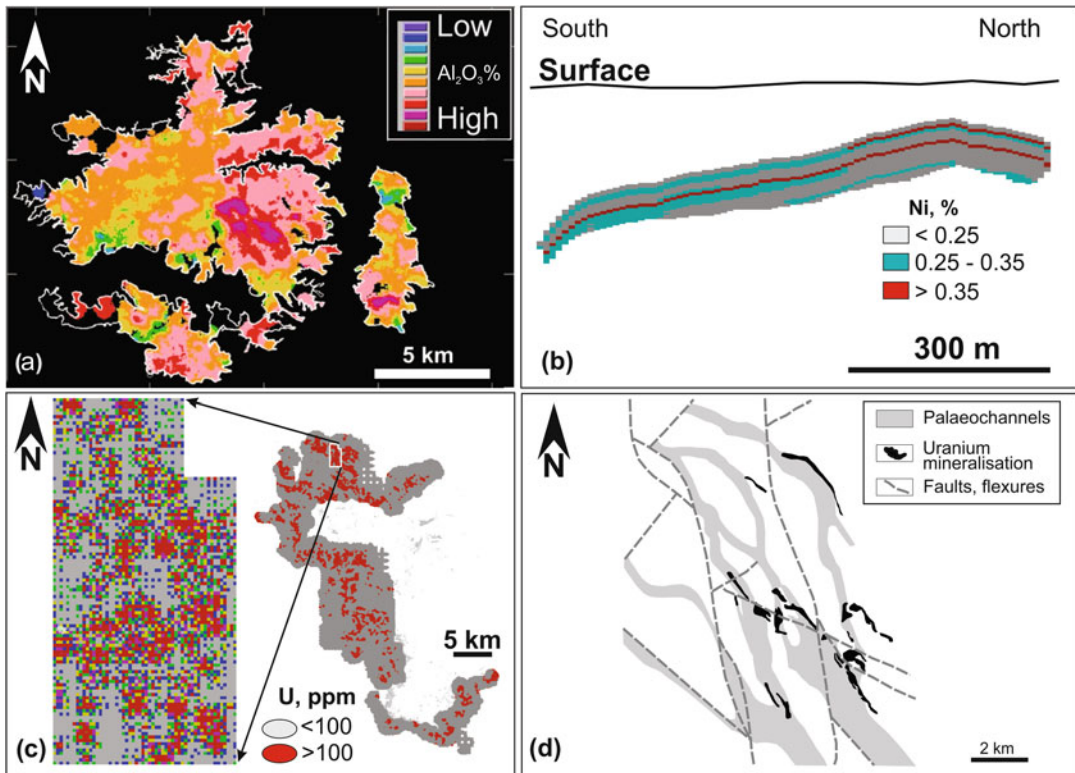 N
Low
Al₂O₃%
High
5 km
(a)
South
North
Surface
Ni, %
< 0.25
0.25 - 0.35
> 0.35
300 m
(b)
N
5 km
U, ppm
<100
>100
(c)
N
Palaeochannels
Uranium
mineralisation
Faults, flexures
2 km
(d)